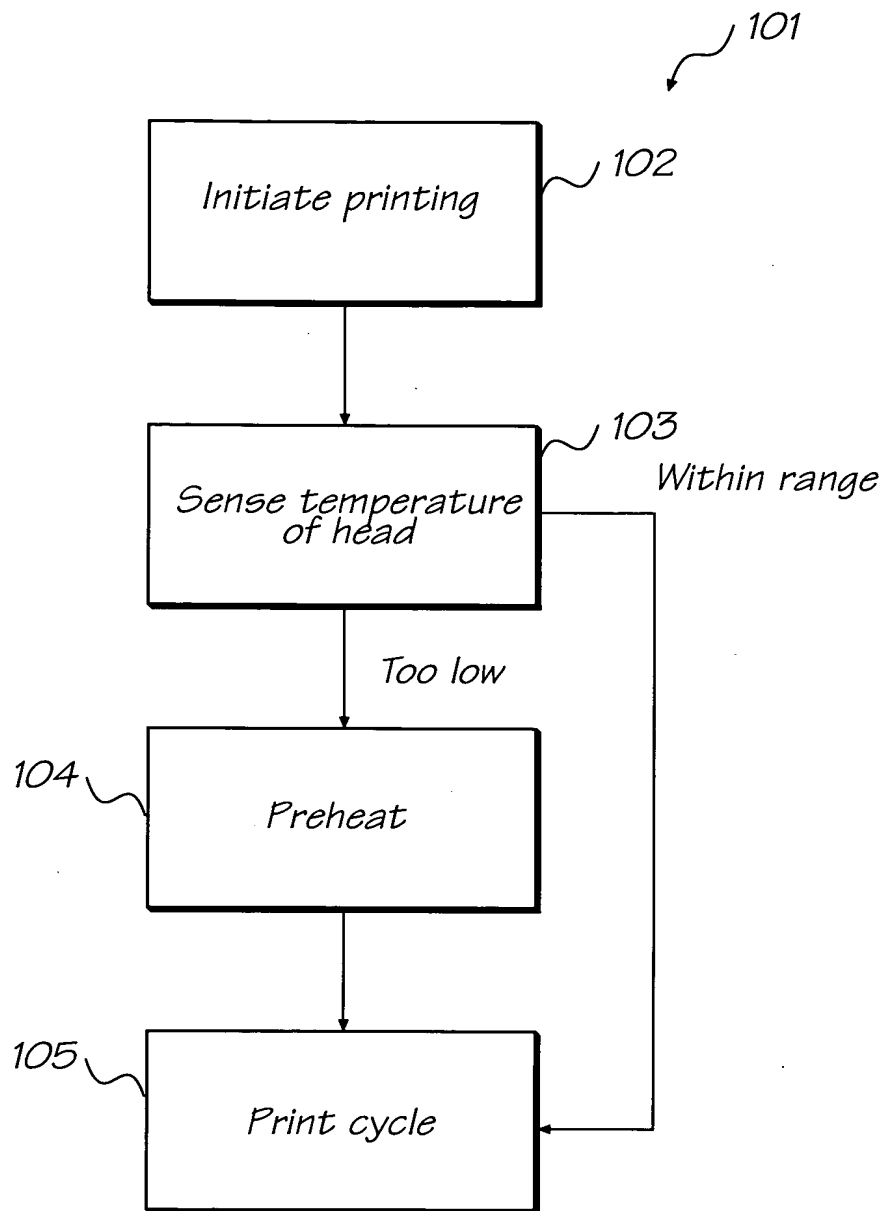 101
Initiate printing
102
103
Within range
Sense temperature
of head
Too low
104
Preheat
105
Print cycle